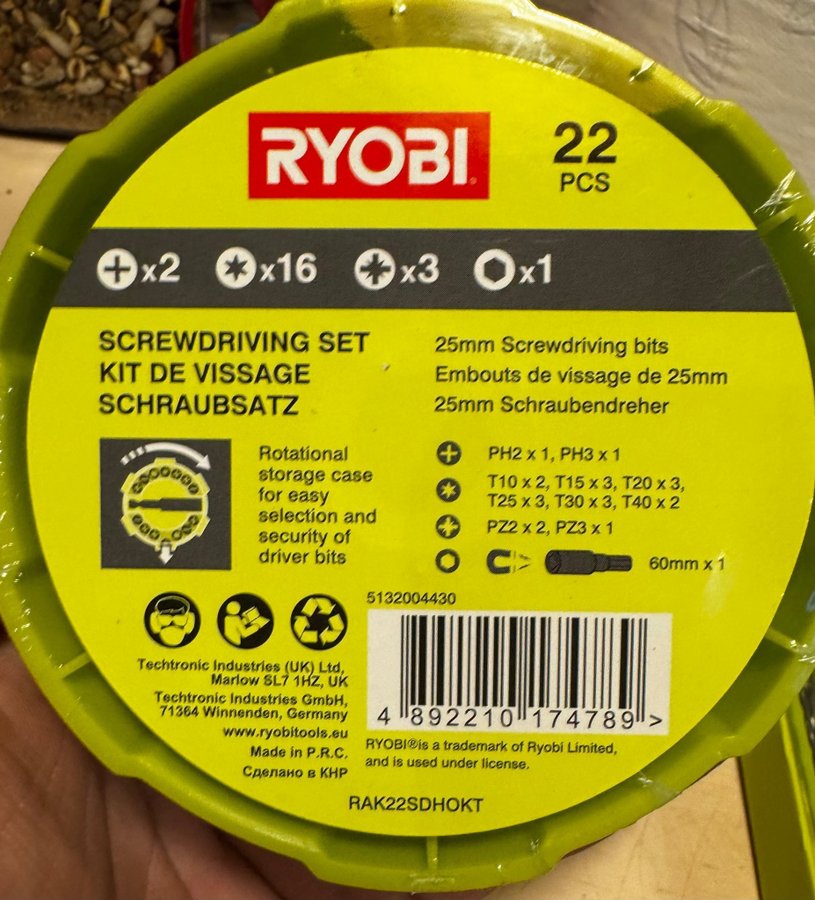 RYOBI
22
PCS
x2 x16 x3 x1
SCREWDRIVING SET
KIT DE VISSAGE
SCHRAUBSATZ
25mm Screwdriving bits
Embouts de vissage de 25mm
25mm Schraubendreher
Rotational
storage case
for easy
selection and
security of
driver bits
PH2 x 1, PH3 x 1
T10 x 2, T15 x 3, T20 x 3,
T25 x 3, T30 x 3, T40 x 2
PZ2 x 2, PZ3 x 1
60mm x 1
5132004430
4 892210 174789 >
Techtronic Industries (UK) Ltd,
Marlow SL7 1HZ, UK
Techtronic Industries GmbH,
71364 Winnenden, Germany
www.ryobitools.eu
Made in P.R.C.
Сделано в КНР
RYOBI® is a trademark of Ryobi Limited,
and is used under license.
RAK22SDHOKT